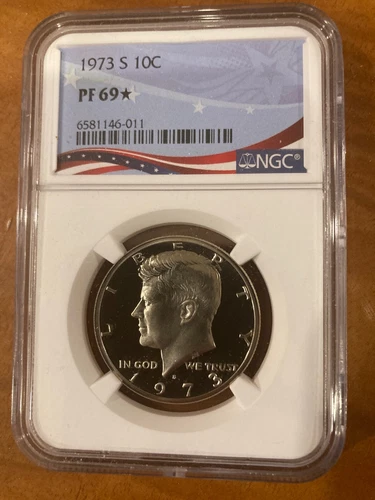 1973 S 10C
PF 69★
6581146-011
NGC®
LIBERTY
IN GOD WE TRUST
S
1973